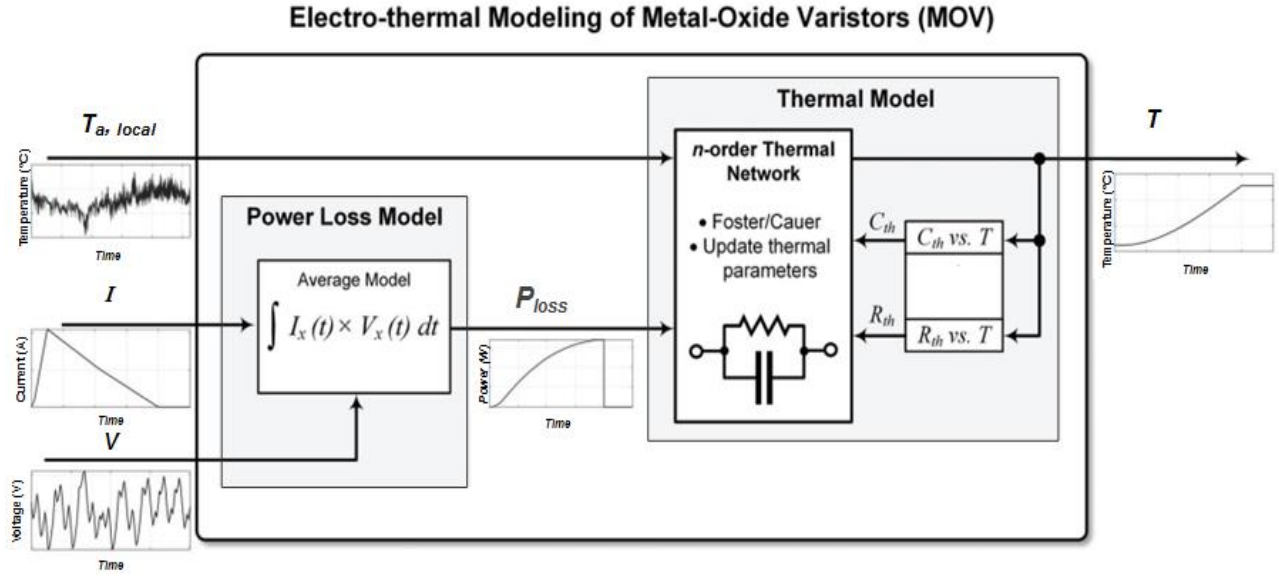 Electro-thermal Modeling of Metal-Oxide Varistors (MOV)
Thermal Model
T
Ta, local
n-order Thermal
Network
Temperature (°C)
Time
Power Loss Model
• Foster/Cauer
• Update thermal
parameters
Cth
Cth vs. T
Temperature (°C)
Time
I
Average Model
∫ Ix (t) × Vx (t) dt
Ploss
Rth
Rth vs. T
Current (A)
Time
Power (W)
Time
V
Voltage (V)
Time